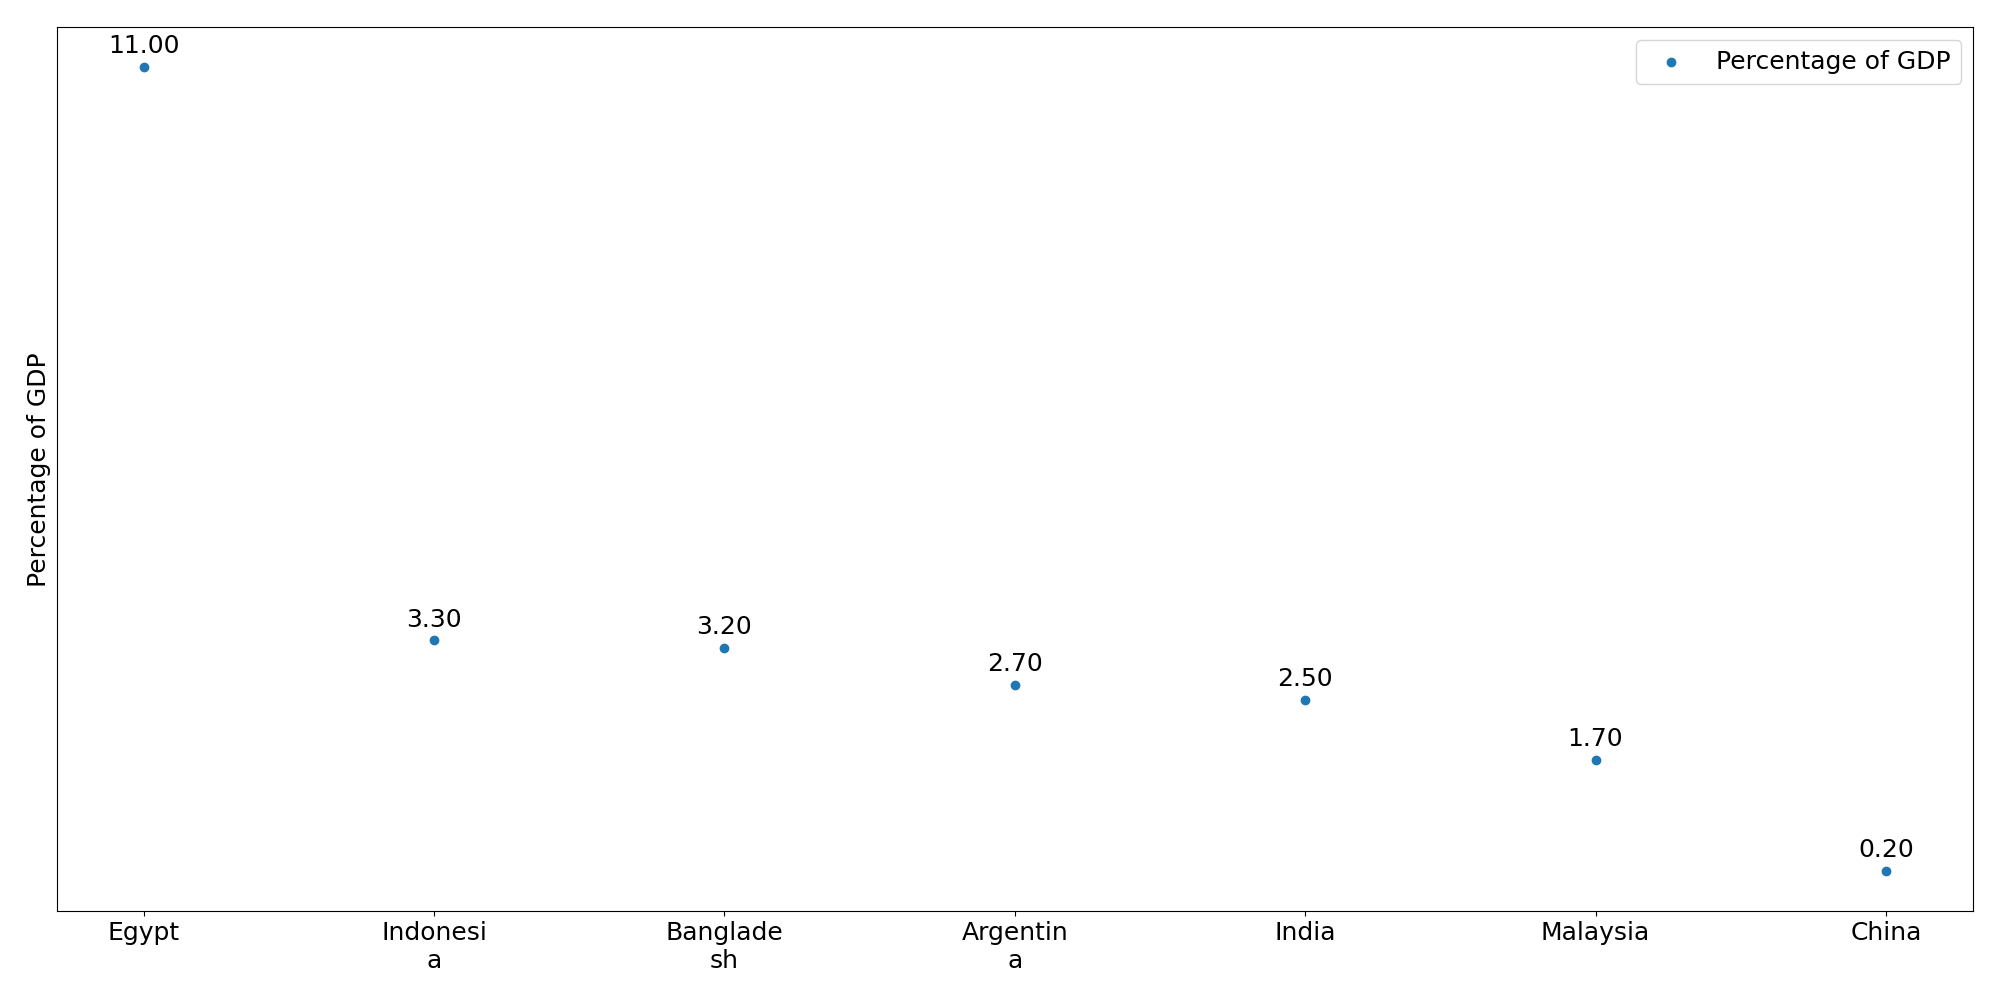 11.00
Percentage of GDP
Percentage of GDP
3.30
3.20
2.70
2.50
1.70
0.20
Egypt
Indonesi
a
Banglade
sh
Argentin
a
India
Malaysia
China